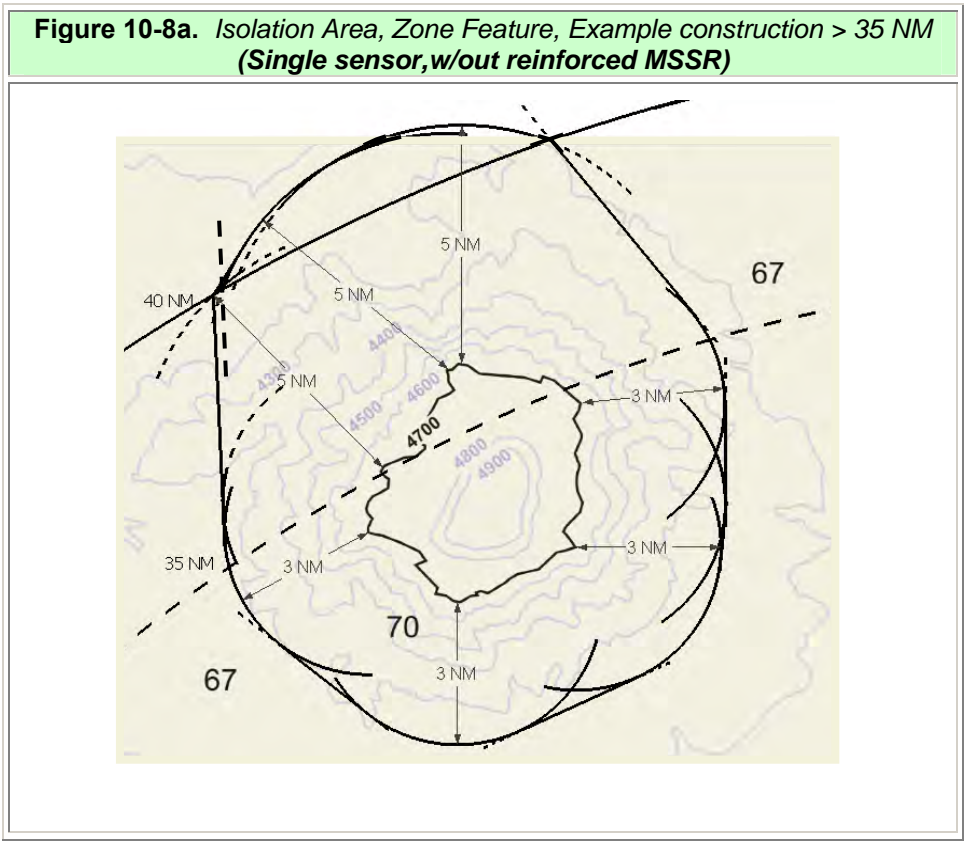 Figure 10-8a. Isolation Area, Zone Feature, Example construction > 35 NM
(Single sensor,w/out reinforced MSSR)
5 NM
67
40 NM
5 NM
4400
4300
5 NM
4600
3 NM
4500
4700
4800
4900
35 NM
3 NM
3 NM
70
67
3 NM